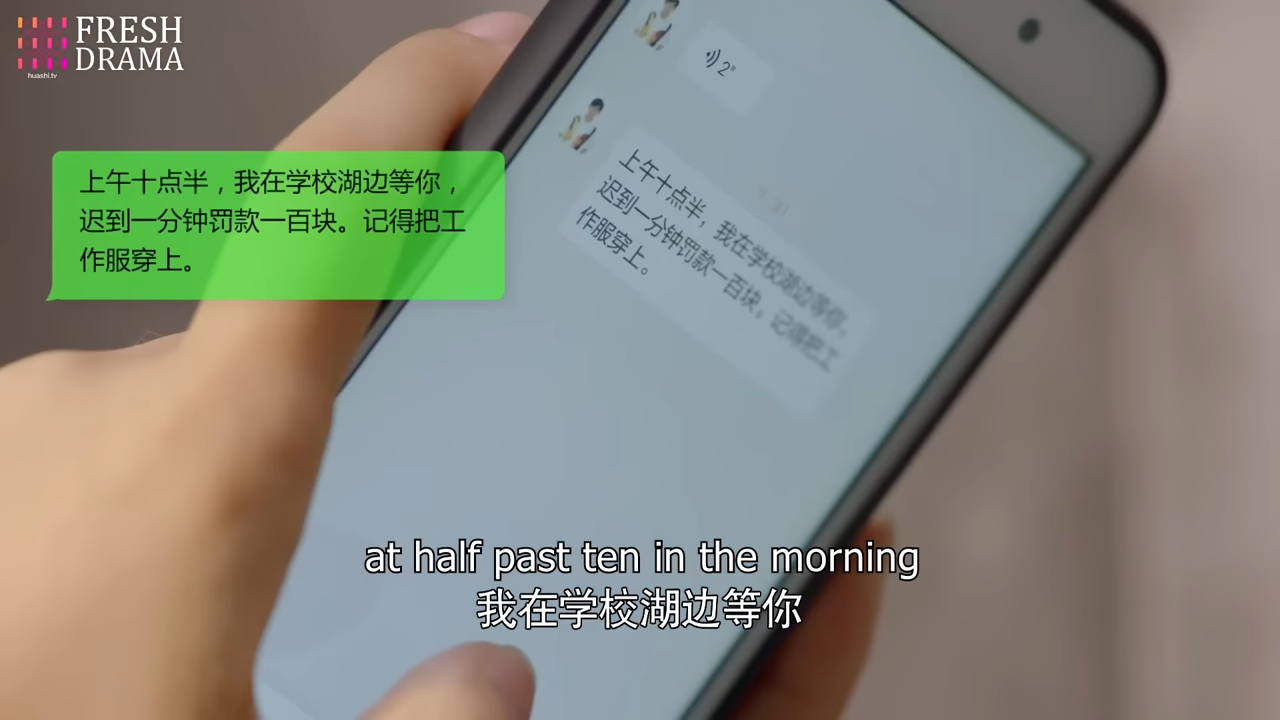 FRESH
DRAMA
huashi.tv
2"
上午十点半，我在学校湖边等你，
迟到一分钟罚款一百块。记得把工
作服穿上。
上午十点半，我在学校湖边等你，
迟到一分钟罚款一百块。记得把工
作服穿上。
at half past ten in the morning
我在学校湖边等你